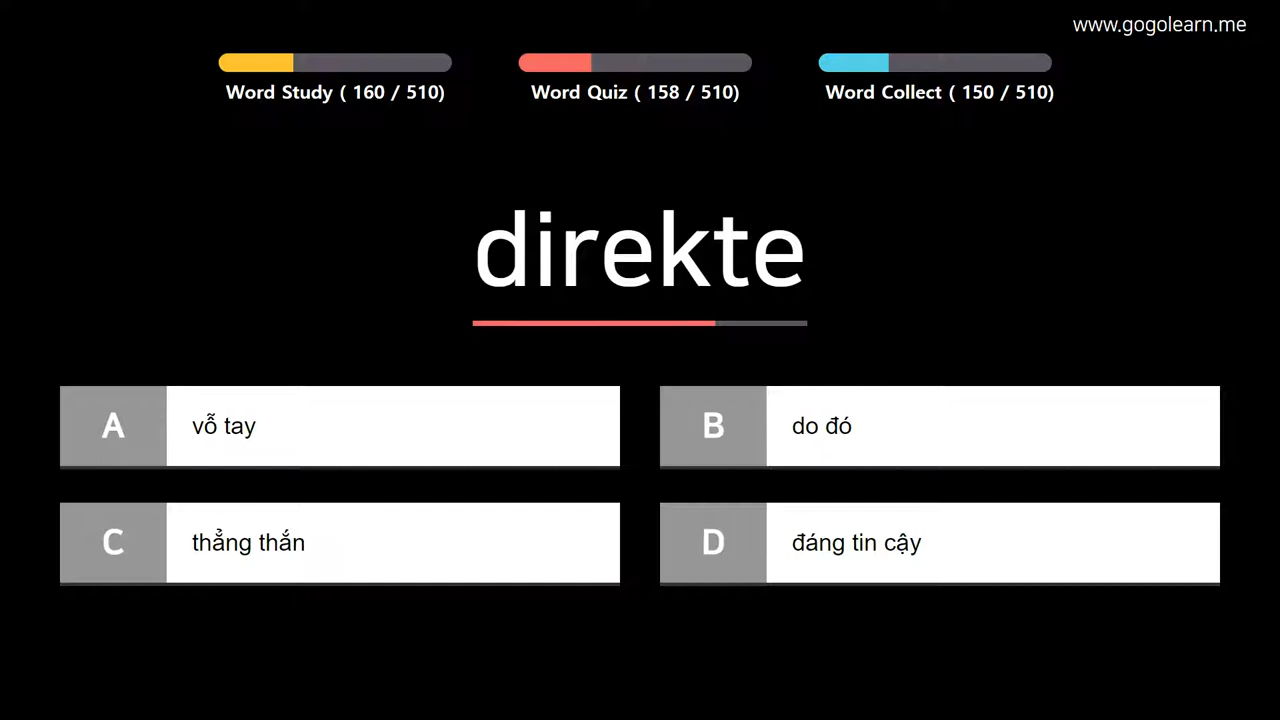 www.gogolearn.me
Word Study ( 160 / 510)
Word Quiz ( 158 / 510)
Word Collect ( 150 / 510)
direkte
A
vỗ tay
B
do đó
C
thẳng thắn
D
đáng tin cậy